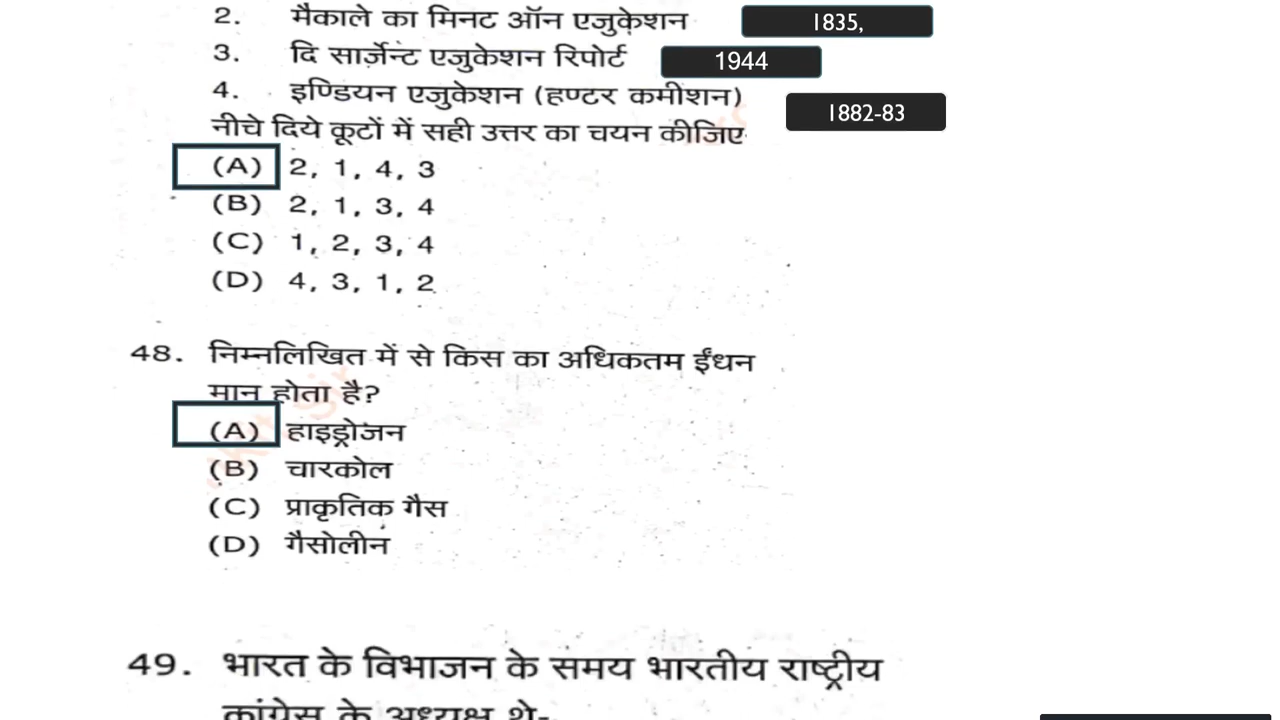 2. मैकाले का मिनट ऑन एजुकेशन 1835,
3. दि सार्जेन्ट एजुकेशन रिपोर्ट 1944
4. इण्डियन एजुकेशन (हण्टर कमीशन) 1882-83
नीचे दिये कूटों में सही उत्तर का चयन कीजिए
(A) 2, 1, 4, 3
(B) 2, 1, 3, 4
(C) 1, 2, 3, 4
(D) 4, 3, 1, 2
48. निम्नलिखित में से किस का अधिकतम ईंधन
मान होता है?
(A) हाइड्रोजन
(B) चारकोल
(C) प्राकृतिक गैस
(D) गैसोलीन
49. भारत के विभाजन के समय भारतीय राष्ट्रीय
कांग्रेस के अध्यक्ष थे-